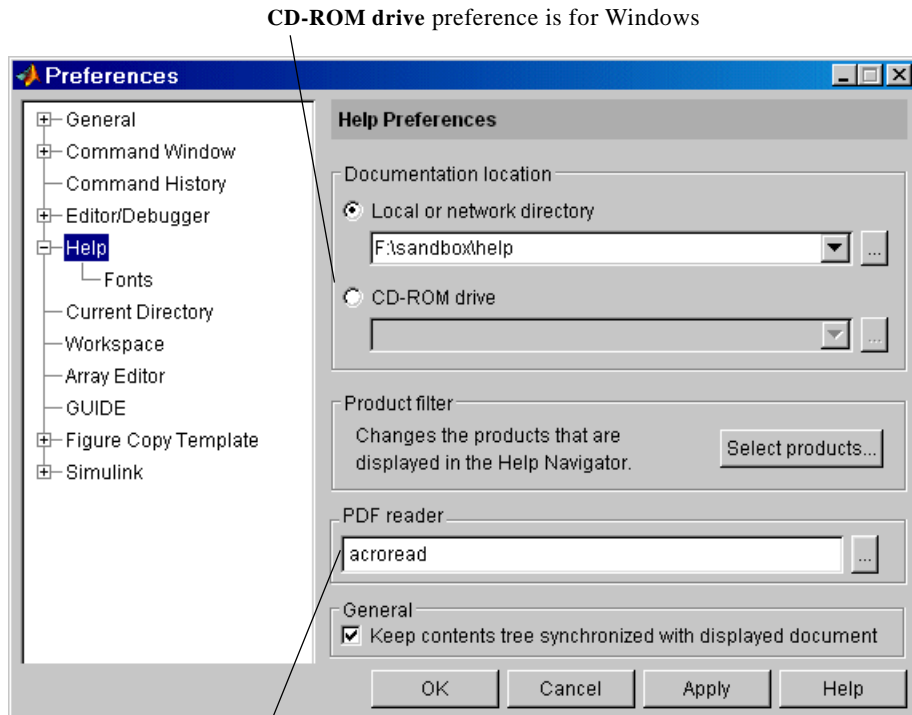 CD-ROM drive preference is for Windows
Preferences
General
Command Window
Command History
Editor/Debugger
Help
Fonts
Current Directory
Workspace
Array Editor
GUIDE
Figure Copy Template
Simulink
Help Preferences
Documentation location
Local or network directory
F:\sandbox\help
...
CD-ROM drive
...
Product filter
Changes the products that are
displayed in the Help Navigator.
Select products...
PDF reader
acroread
...
General
Keep contents tree synchronized with displayed document
OK
Cancel
Apply
Help